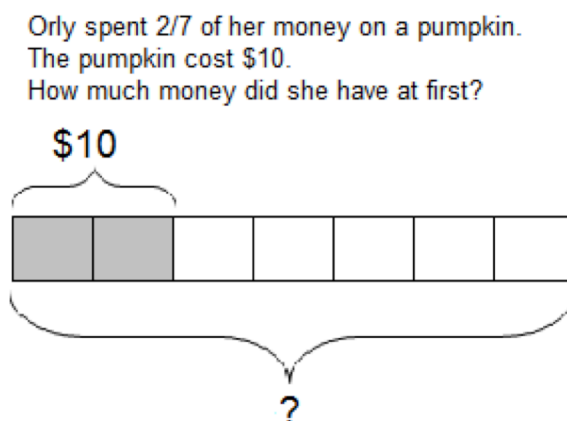 Orly spent 2/7 of her money on a pumpkin.
The pumpkin cost $10.
How much money did she have at first?
$10
?